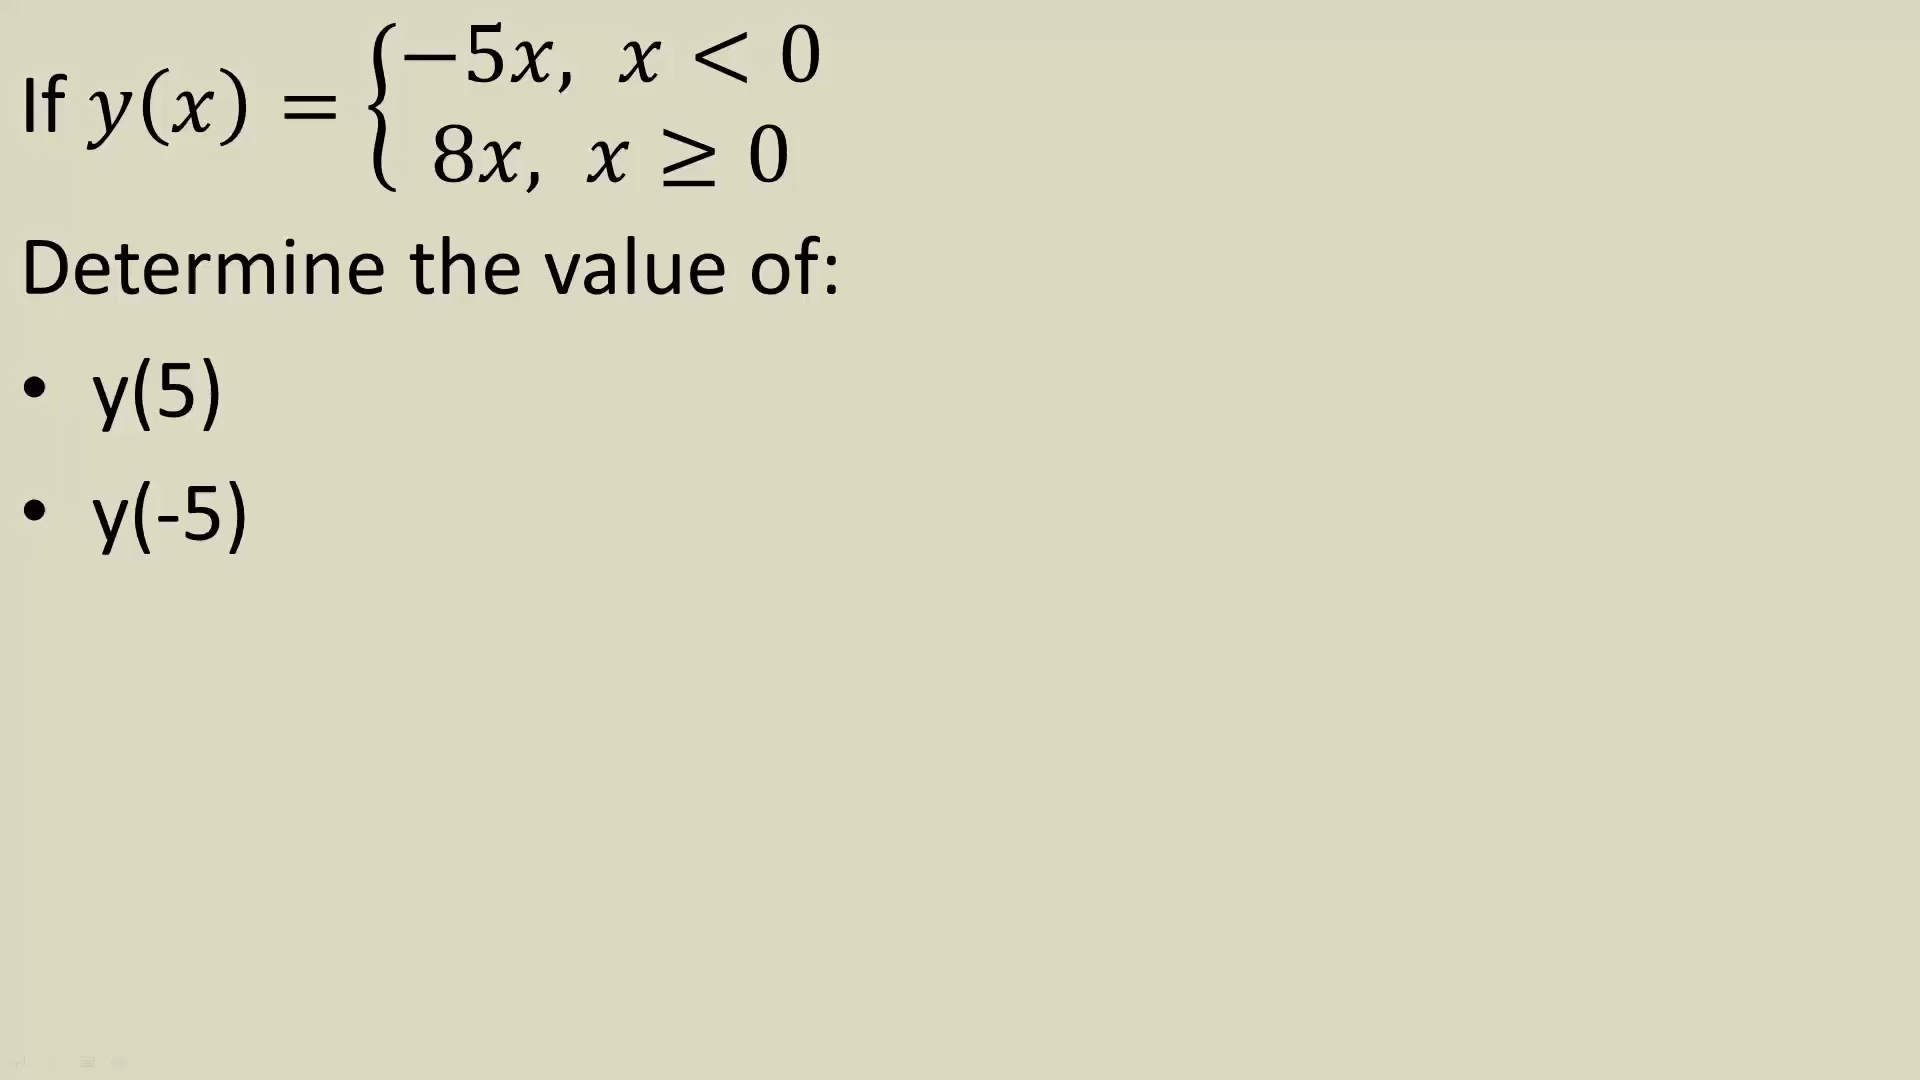 If y(x) = {−5x, x < 0
8x, x ≥ 0
Determine the value of:
• y(5)
• y(-5)